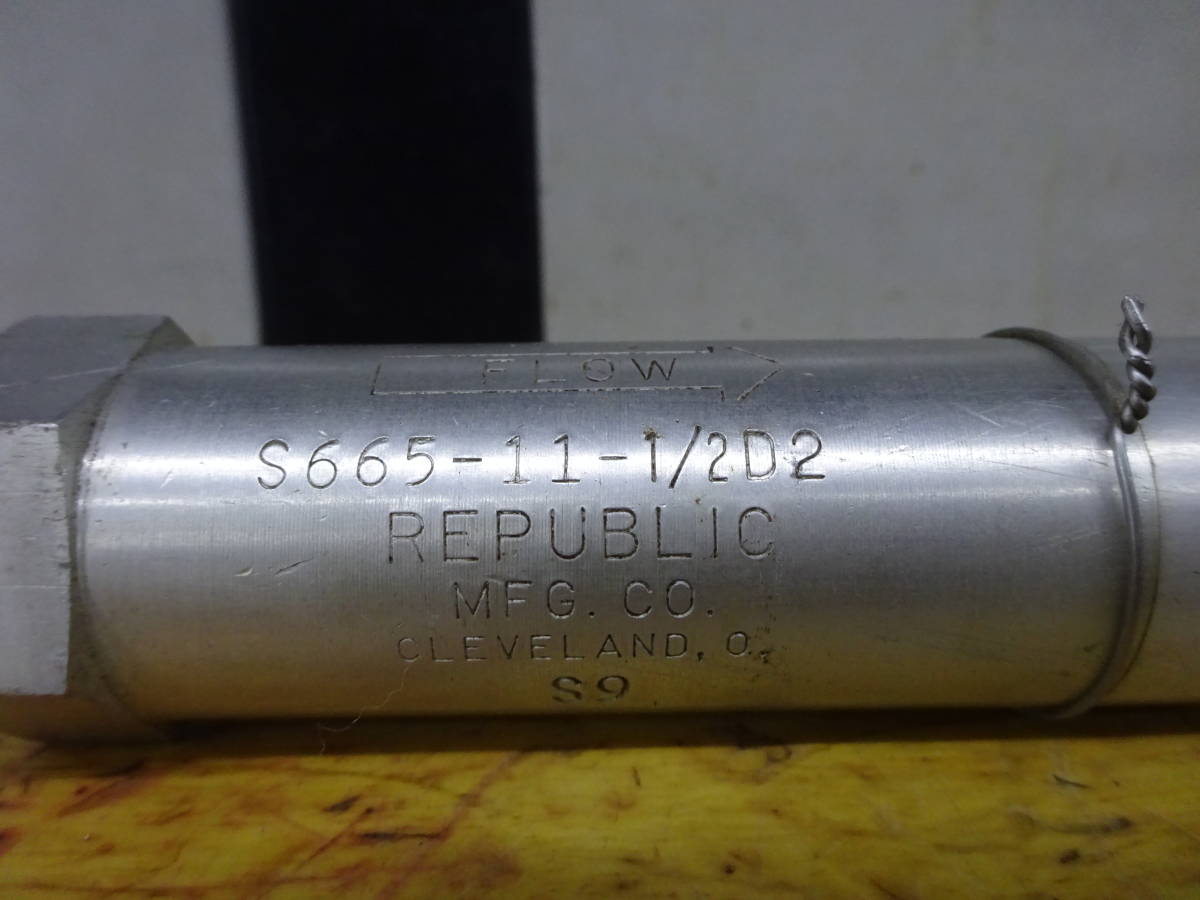 FLOW
S665-11-1/2D2
REPUBLIC
MFG. CO.
CLEVELAND, O.
S9